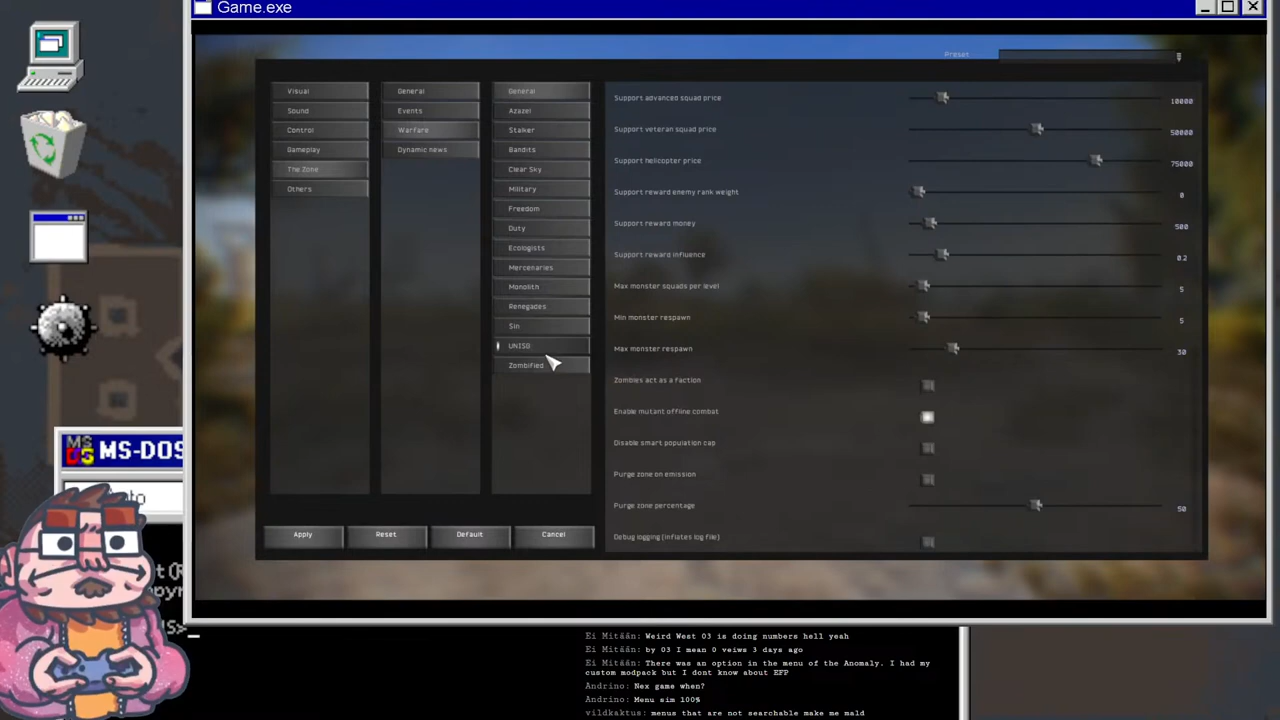 Game.exe
Preset
Visual
Sound
Control
Gameplay
The Zone
Others
General
Events
Warfare
Dynamic news
General
Azazel
Stalker
Bandits
Clear Sky
Military
Freedom
Duty
Ecologists
Mercenaries
Monolith
Renegades
Sin
UNISG
Zombified
Support advanced squad price 10000
Support veteran squad price 50000
Support helicopter price 75000
Support reward enemy rank weight 0
Support reward money 500
Support reward influence 0.2
Max monster squads per level 5
Min monster respawn 5
Max monster respawn 30
Zombies act as a faction
Enable mutant offline combat
Disable smart population cap
Purge zone on emission
Purge zone percentage 50
Debug logging (inflates log file)
Apply
Reset
Default
Cancel
MS-DOS
Ei Mitään: Weird West 03 is doing numbers hell yeah
Ei Mitään: by 03 I mean 0 veiws 3 days ago
Ei Mitään: There was an option in the menu of the Anomaly. I had my
custom modpack but I dont know about EFP
Andrino: Nex game when?
Andrino: Menu sim 100%
vildkaktus: menus that are not searchable make me mald